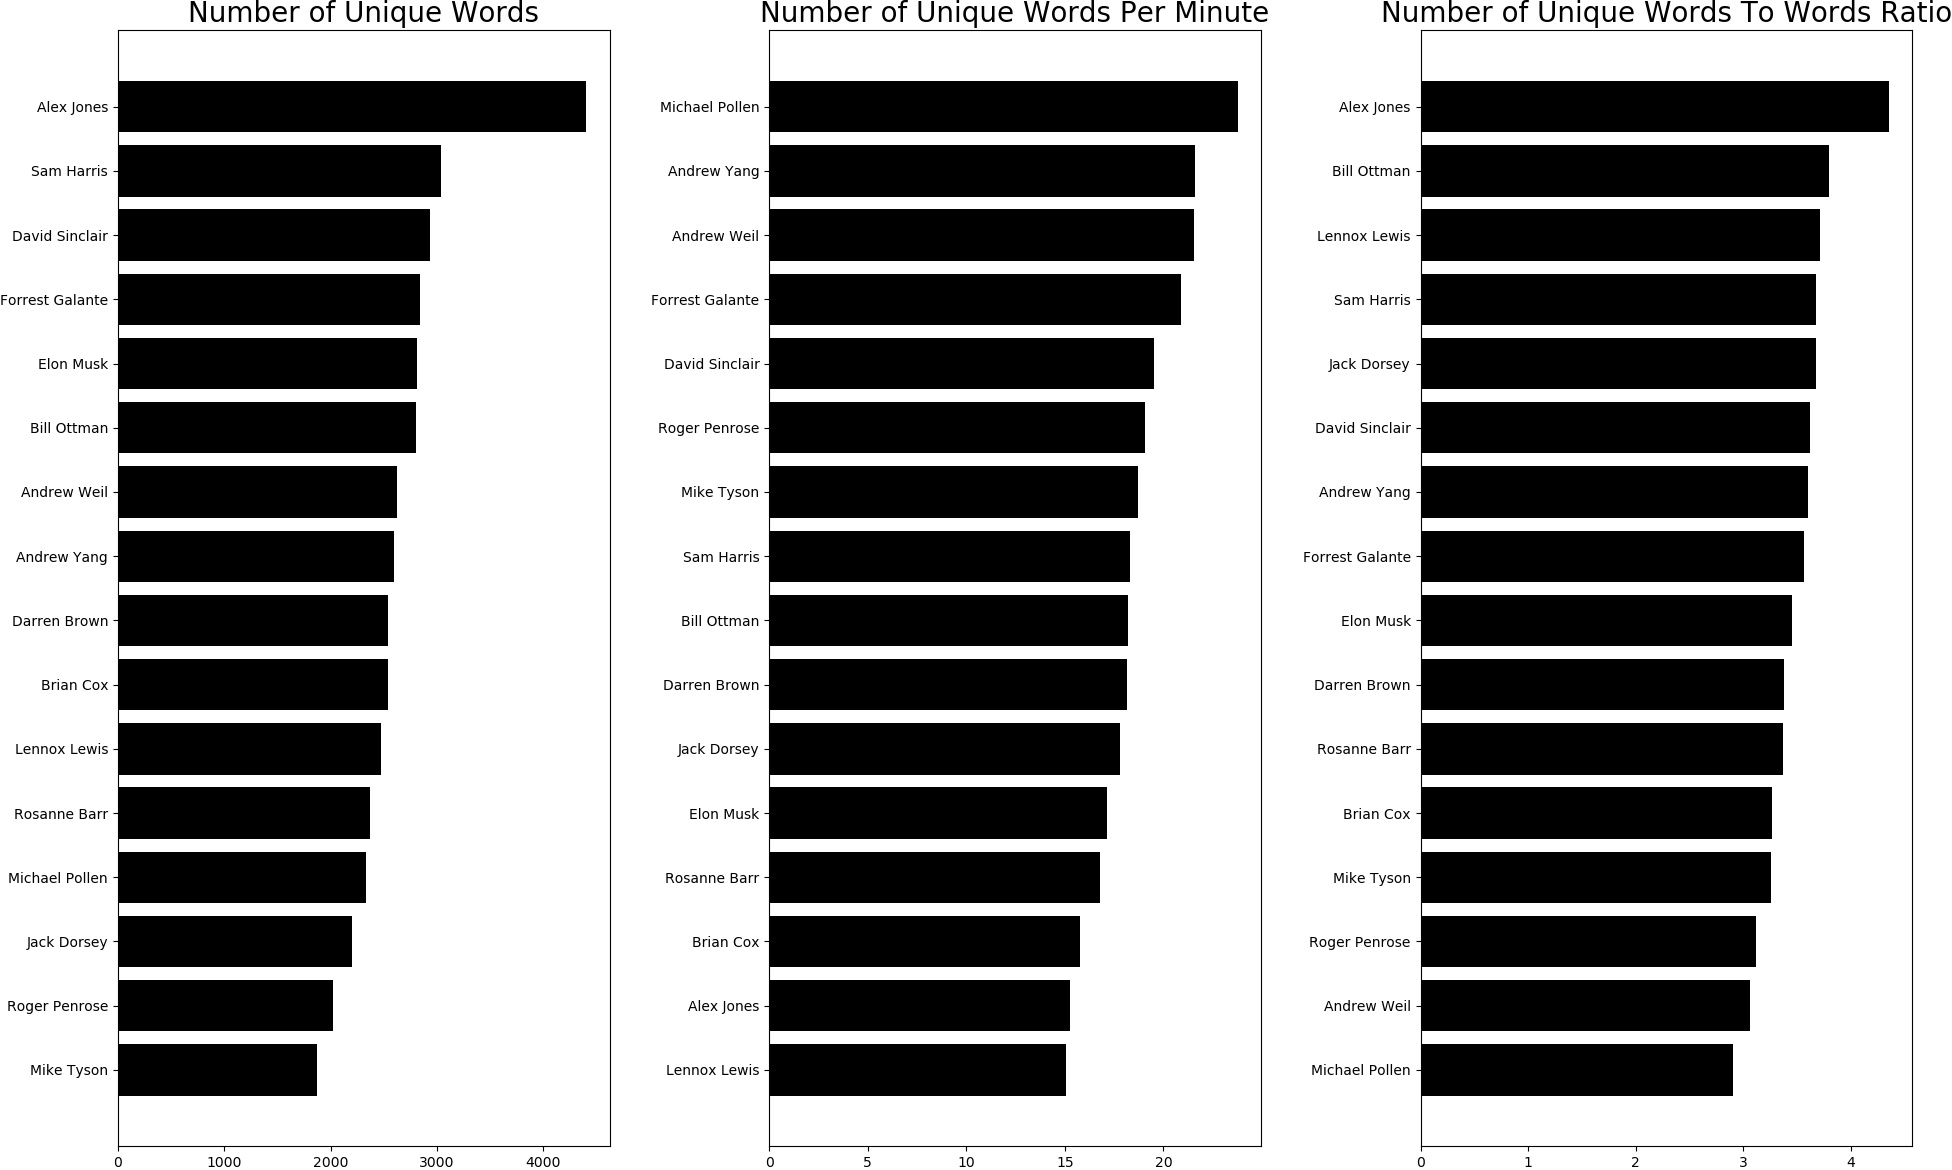 Number of Unique Words
Alex Jones
Sam Harris
David Sinclair
Forrest Galante
Elon Musk
Bill Ottman
Andrew Weil
Andrew Yang
Darren Brown
Brian Cox
Lennox Lewis
Rosanne Barr
Michael Pollen
Jack Dorsey
Roger Penrose
Mike Tyson
0 1000 2000 3000 4000
Number of Unique Words Per Minute
Michael Pollen
Andrew Yang
Andrew Weil
Forrest Galante
David Sinclair
Roger Penrose
Mike Tyson
Sam Harris
Bill Ottman
Darren Brown
Jack Dorsey
Elon Musk
Rosanne Barr
Brian Cox
Alex Jones
Lennox Lewis
0 5 10 15 20
Number of Unique Words To Words Ratio
Alex Jones
Bill Ottman
Lennox Lewis
Sam Harris
Jack Dorsey
David Sinclair
Andrew Yang
Forrest Galante
Elon Musk
Darren Brown
Rosanne Barr
Brian Cox
Mike Tyson
Roger Penrose
Andrew Weil
Michael Pollen
0 1 2 3 4